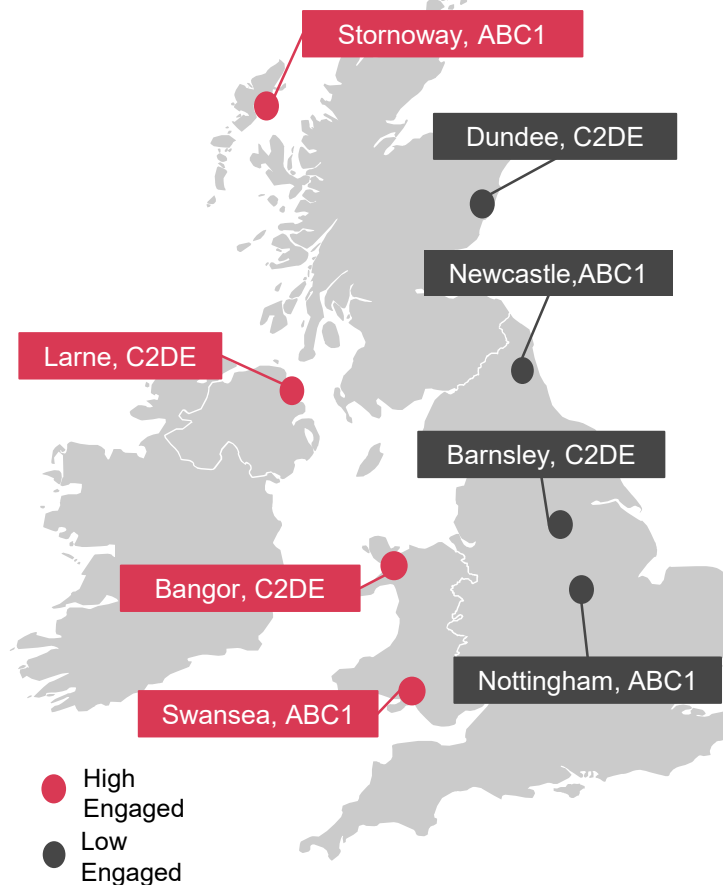 Stornoway, ABC1
Dundee, C2DE
Newcastle,ABC1
Larne, C2DE
Barnsley, C2DE
Bangor, C2DE
Nottingham, ABC1
Swansea, ABC1
High
Engaged
Low
Engaged